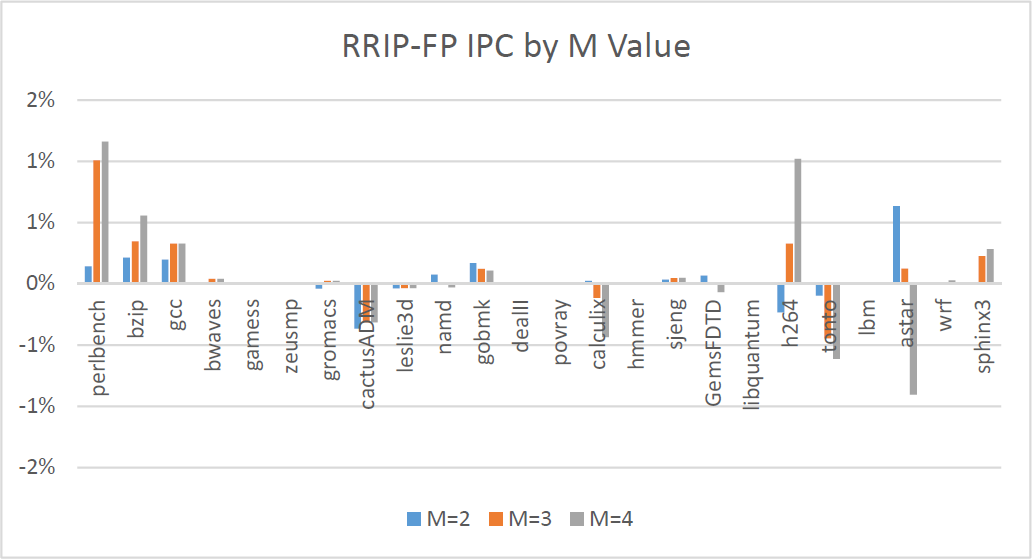 RRIP-FP IPC by M Value
2%
1%
1%
0%
-1%
-1%
-2%
perlbench
bzip
gcc
bwaves
gamess
zeusmp
gromacs
cactusADM
leslie3d
namd
gobmk
dealII
povray
calculix
hmmer
sjeng
GemsFDTD
libquantum
h264
tonto
lbm
astar
wrf
sphinx3
M=2 M=3 M=4